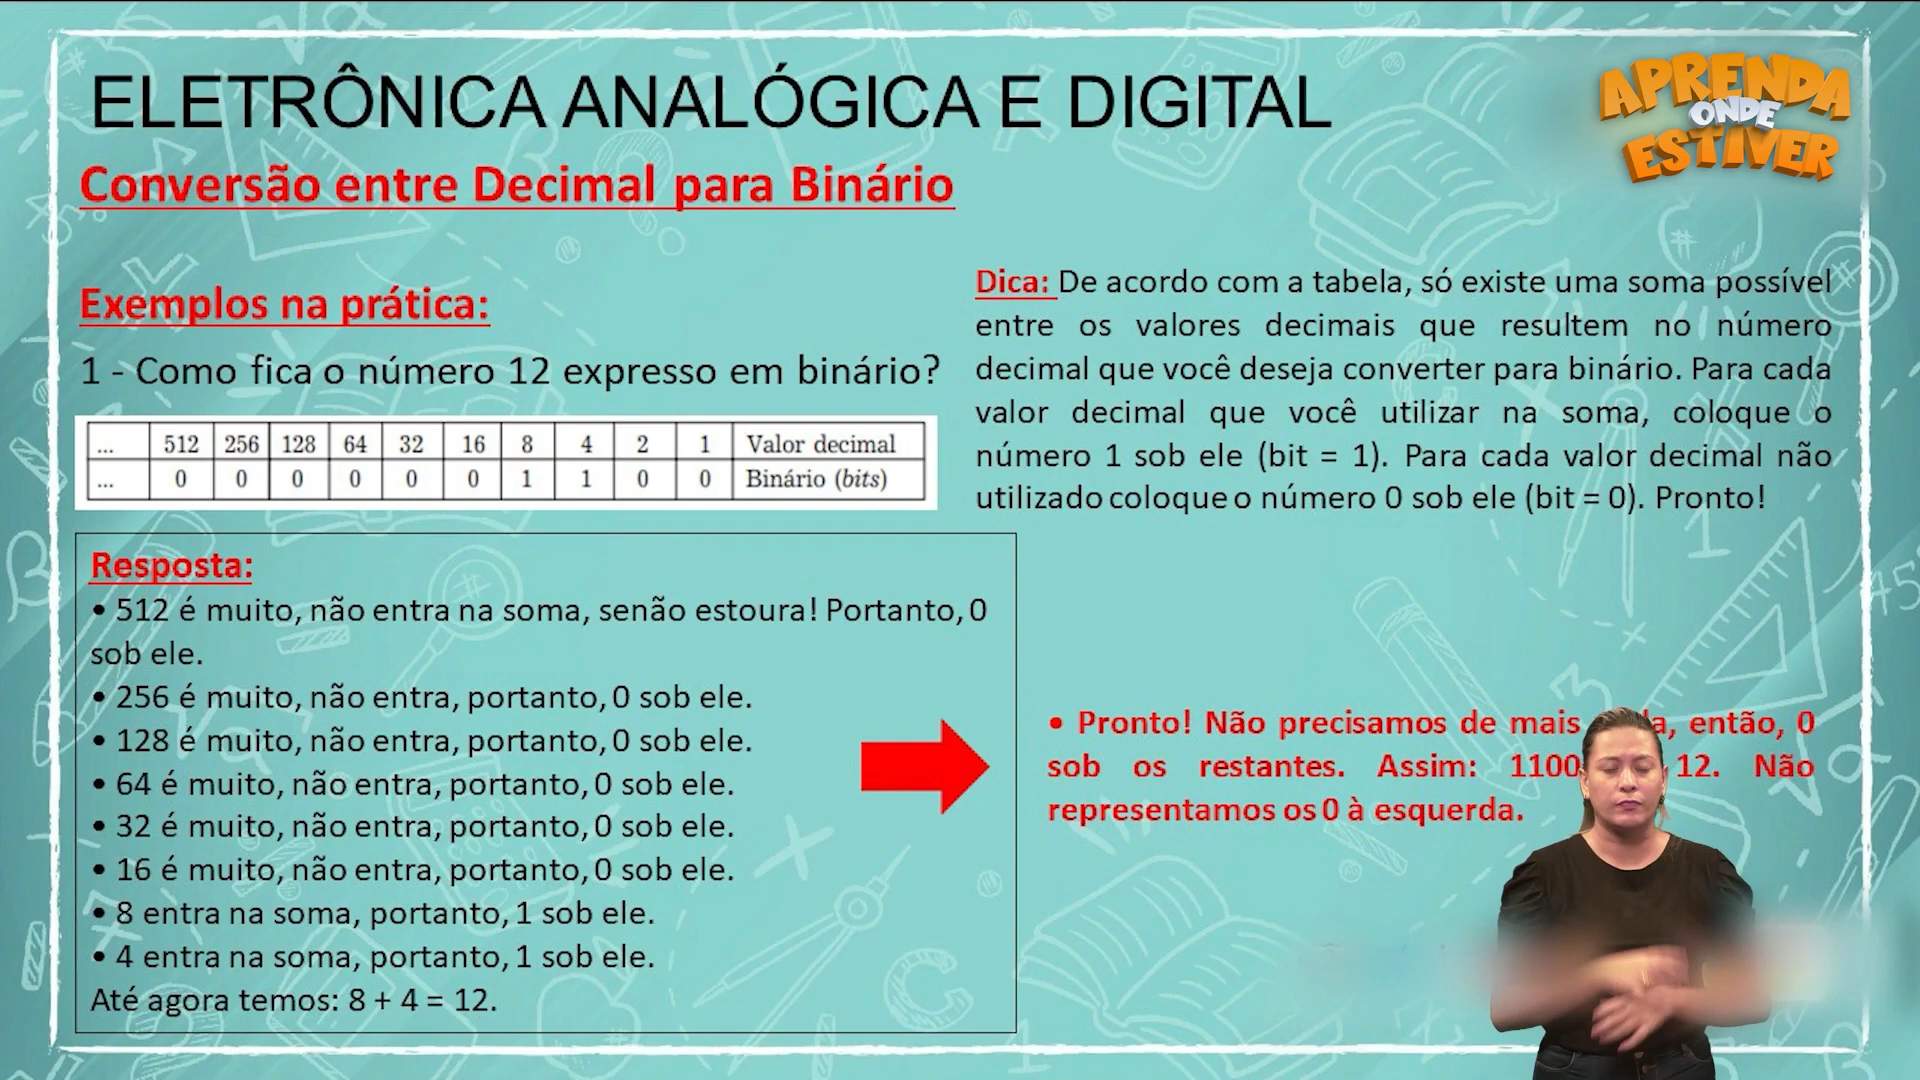 ELETRÔNICA ANALÓGICA E DIGITAL
APRENDA
ONDE
ESTIVER
Conversão entre Decimal para Binário
Exemplos na prática:
1 - Como fica o número 12 expresso em binário?
... 512 256 128 64 32 16 8 4 2 1 Valor decimal
... 0 0 0 0 0 0 1 1 0 0 Binário (bits)
Dica: De acordo com a tabela, só existe uma soma possível
entre os valores decimais que resultem no número
decimal que você deseja converter para binário. Para cada
valor decimal que você utilizar na soma, coloque o
número 1 sob ele (bit = 1). Para cada valor decimal não
utilizado coloque o número 0 sob ele (bit = 0). Pronto!
Resposta:
• 512 é muito, não entra na soma, senão estoura! Portanto, 0
sob ele.
• 256 é muito, não entra, portanto, 0 sob ele.
• 128 é muito, não entra, portanto, 0 sob ele.
• 64 é muito, não entra, portanto, 0 sob ele.
• 32 é muito, não entra, portanto, 0 sob ele.
• 16 é muito, não entra, portanto, 0 sob ele.
• 8 entra na soma, portanto, 1 sob ele.
• 4 entra na soma, portanto, 1 sob ele.
Até agora temos: 8 + 4 = 12.
• Pronto! Não precisamos de mais então, 0
sob os restantes. Assim: 1100 12. Não
representamos os 0 à esquerda.